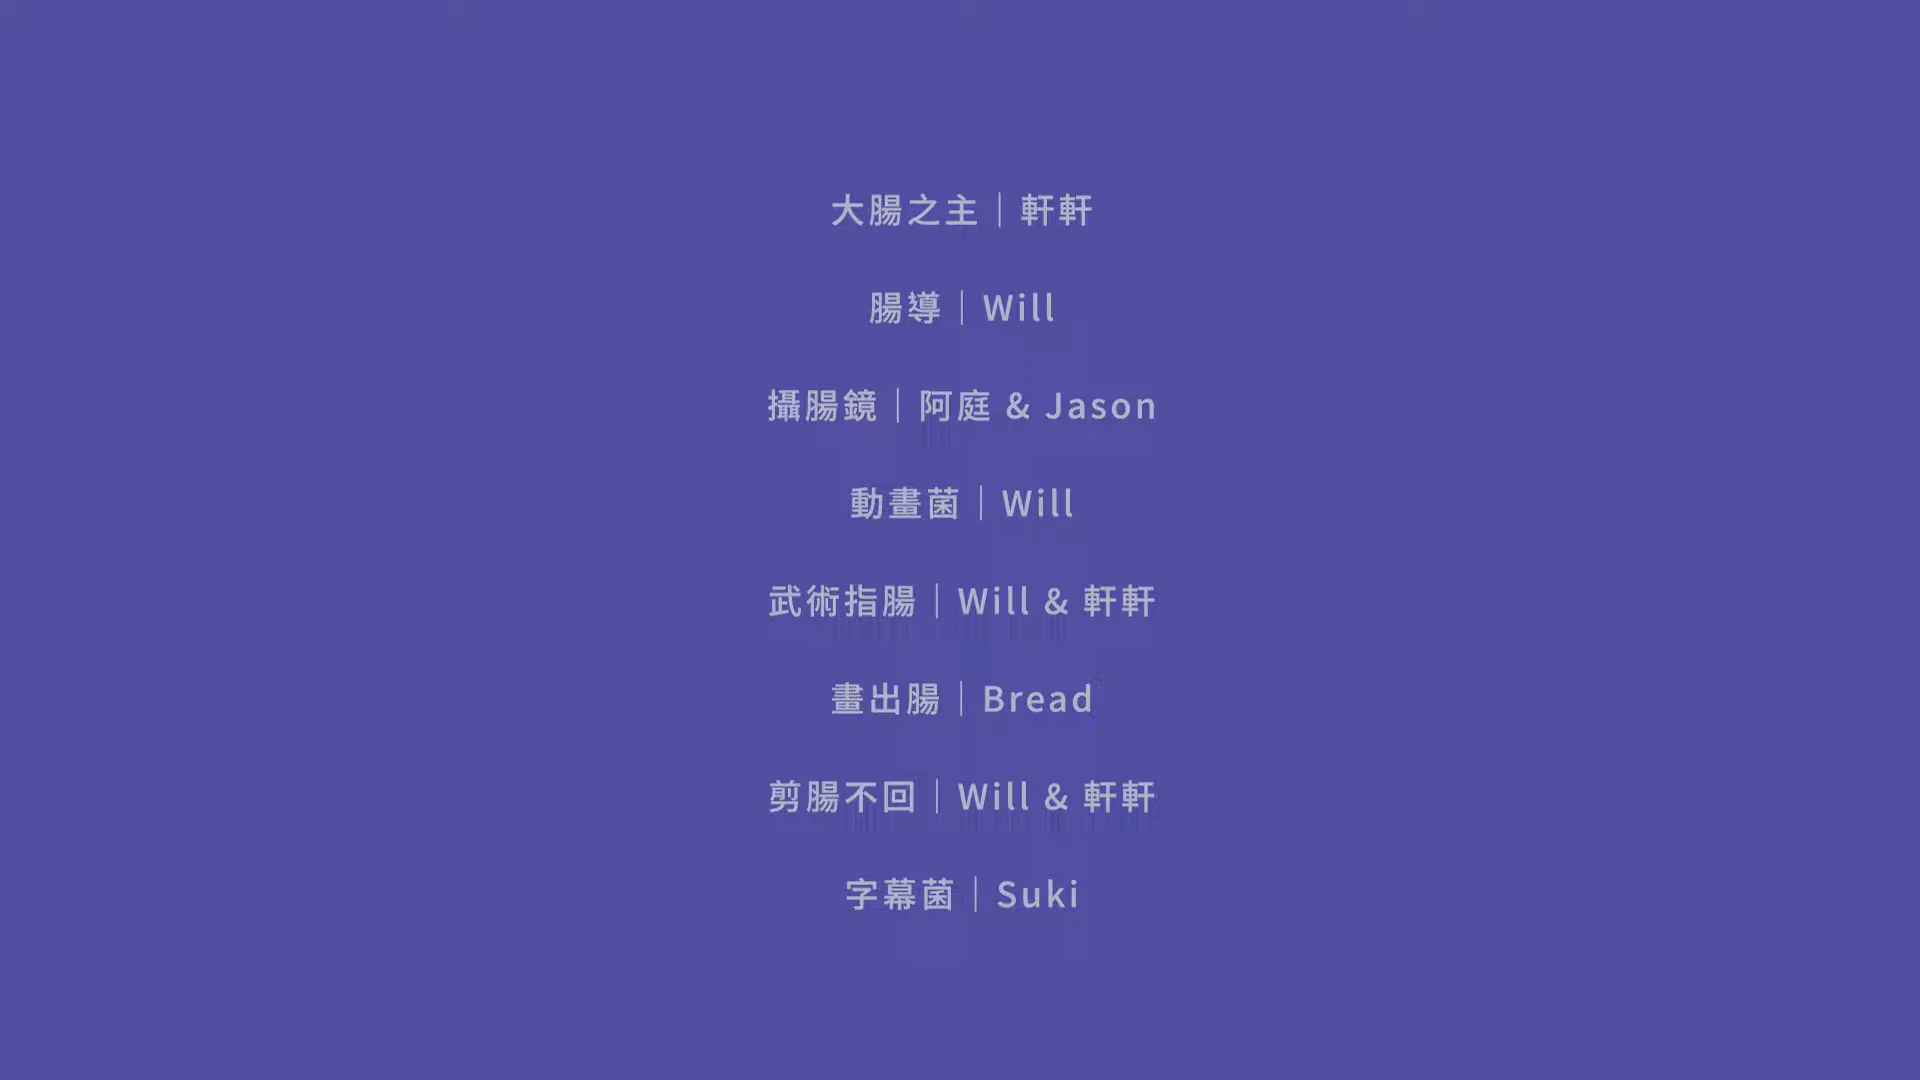 大腸之主｜軒軒
腸導｜Will
攝腸鏡｜阿庭 & Jason
動畫菌｜Will
武術指腸｜Will & 軒軒
畫出腸｜Bread
剪腸不回｜Will & 軒軒
字幕菌｜Suki